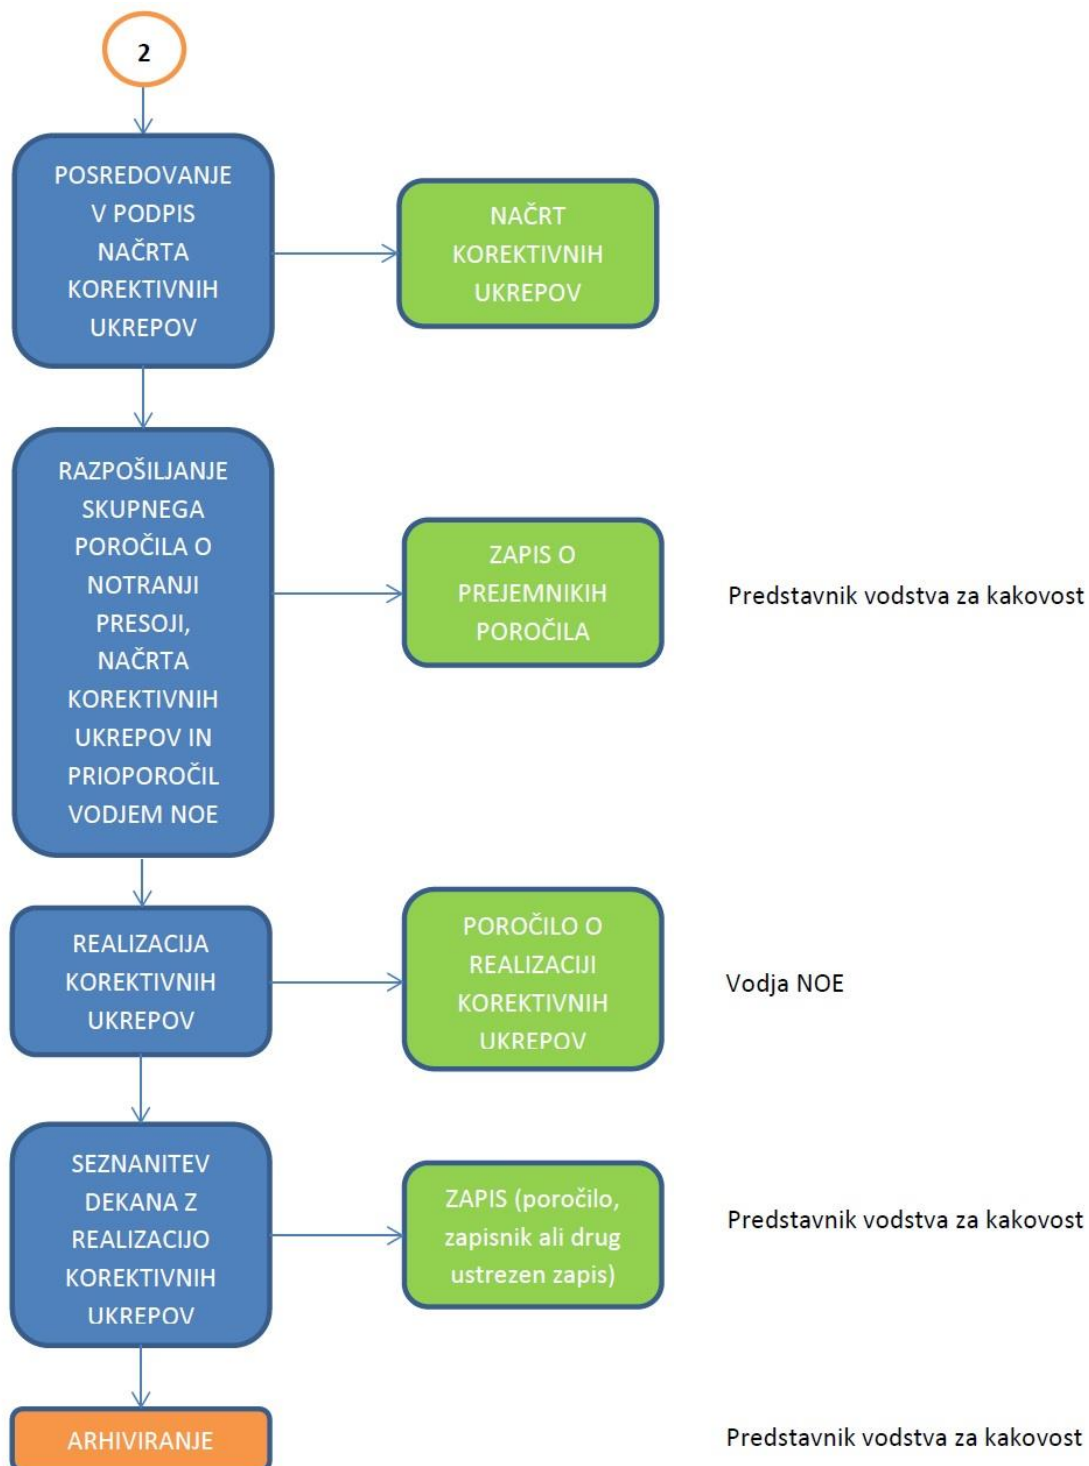 2
POSREDOVANJE
V PODPIS
NAČRTA
KOREKTIVNIH
UKREPOV
NAČRT
KOREKTIVNIH
UKREPOV
RAZPOŠILJANJE
SKUPNEGA
POROČILA O
NOTRANJI
PRESOJI,
NAČRTA
KOREKTIVNIH
UKREPOV IN
PRIOPOROČIL
VODJEM NOE
ZAPIS O
PREJEMNIKIH
POROČILA
Predstavnik vodstva za kakovost
REALIZACIJA
KOREKTIVNIH
UKREPOV
POROČILO O
REALIZACIJI
KOREKTIVNIH
UKREPOV
Vodja NOE
SEZNANITEV
DEKANA Z
REALIZACIJO
KOREKTIVNIH
UKREPOV
ZAPIS (poročilo,
zapisnik ali drug
ustrezen zapis)
Predstavnik vodstva za kakovost
ARHIVIRANJE
Predstavnik vodstva za kakovost